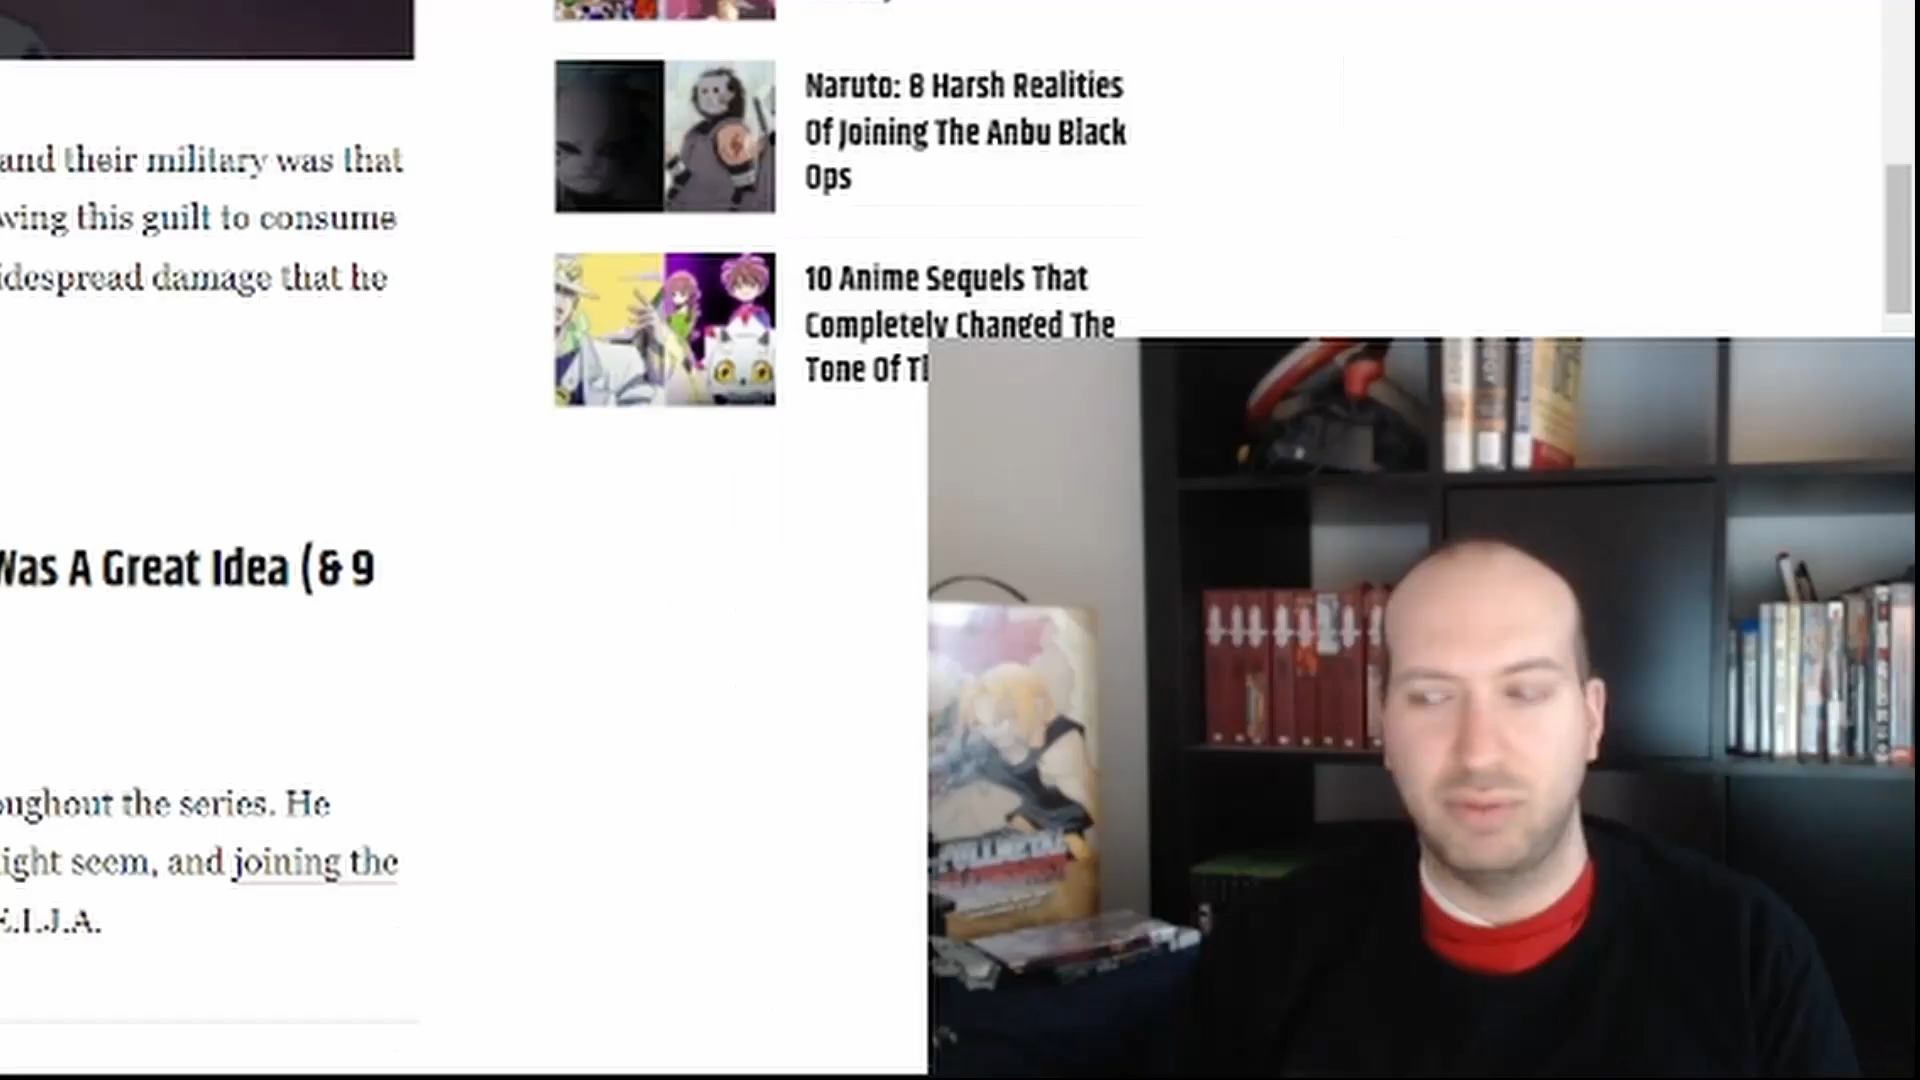 and their military was that
wing this guilt to consume
idespread damage that he
Was A Great Idea (& 9
oughout the series. He
ight seem, and joining the
E.I.J.A.
Naruto: 8 Harsh Realities
Of Joining The Anbu Black
Ops
10 Anime Sequels That
Completely Changed The
Tone Of